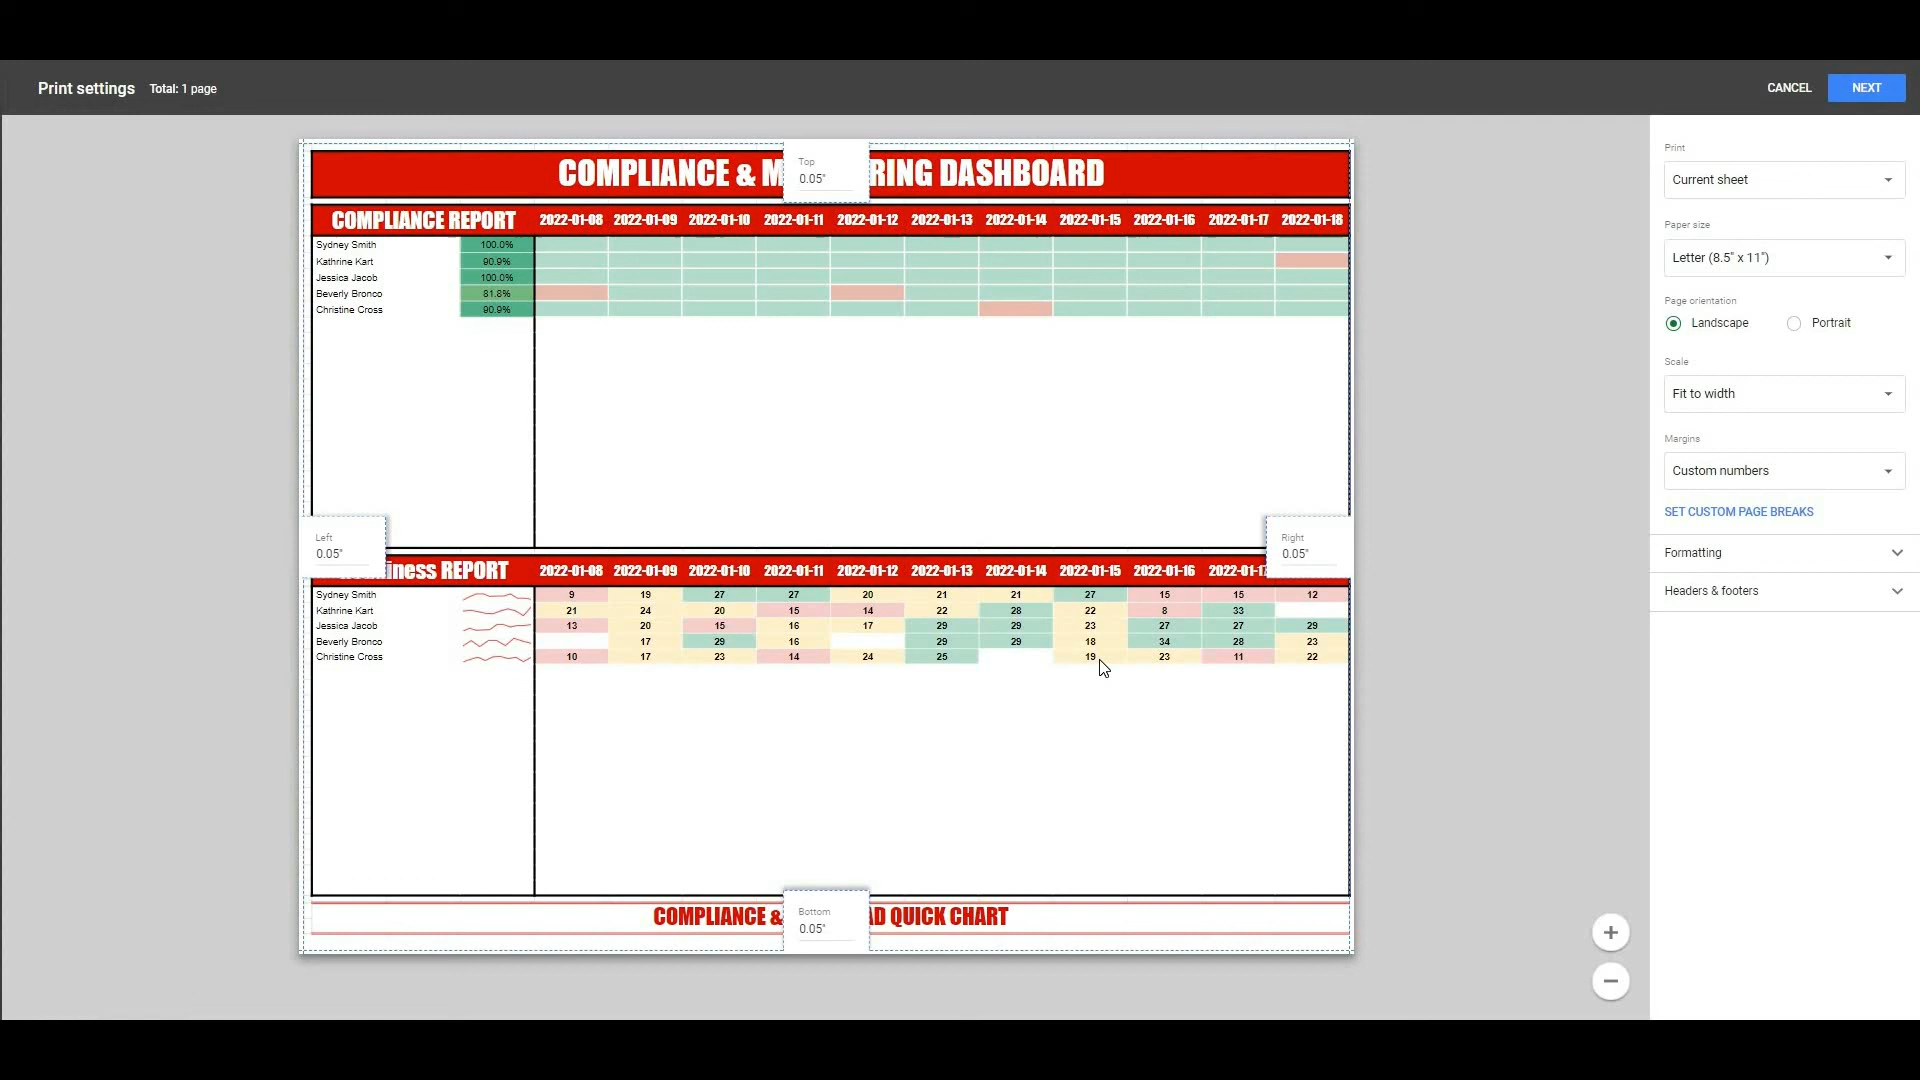 Print settings Total: 1 page CANCEL NEXT
COMPLIANCE & M RING DASHBOARD
Top
0.05"
COMPLIANCE REPORT 2022-01-08 2022-01-09 2022-01-10 2022-01-11 2022-01-12 2022-01-13 2022-01-14 2022-01-15 2022-01-16 2022-01-17 2022-01-18
Sydney Smith 100.0%
Kathrine Kart 90.9%
Jessica Jacob 100.0%
Beverly Bronco 81.8%
Christine Cross 90.9%
Left
0.05"
Right
0.05"
iness REPORT 2022-01-08 2022-01-09 2022-01-10 2022-01-11 2022-01-12 2022-01-13 2022-01-14 2022-01-15 2022-01-16 2022-01-17
Sydney Smith 9 19 27 27 20 21 21 27 15 15 12
Kathrine Kart 21 24 20 15 14 22 28 22 8 33
Jessica Jacob 13 20 15 16 17 29 29 23 27 27 29
Beverly Bronco 17 29 16 29 29 18 34 28 23
Christine Cross 10 17 23 14 24 25 19 23 11 22
COMPLIANCE & AD QUICK CHART
Bottom
0.05"
Print
Current sheet
Paper size
Letter (8.5" x 11")
Page orientation
Landscape Portrait
Scale
Fit to width
Margins
Custom numbers
SET CUSTOM PAGE BREAKS
Formatting
Headers & footers